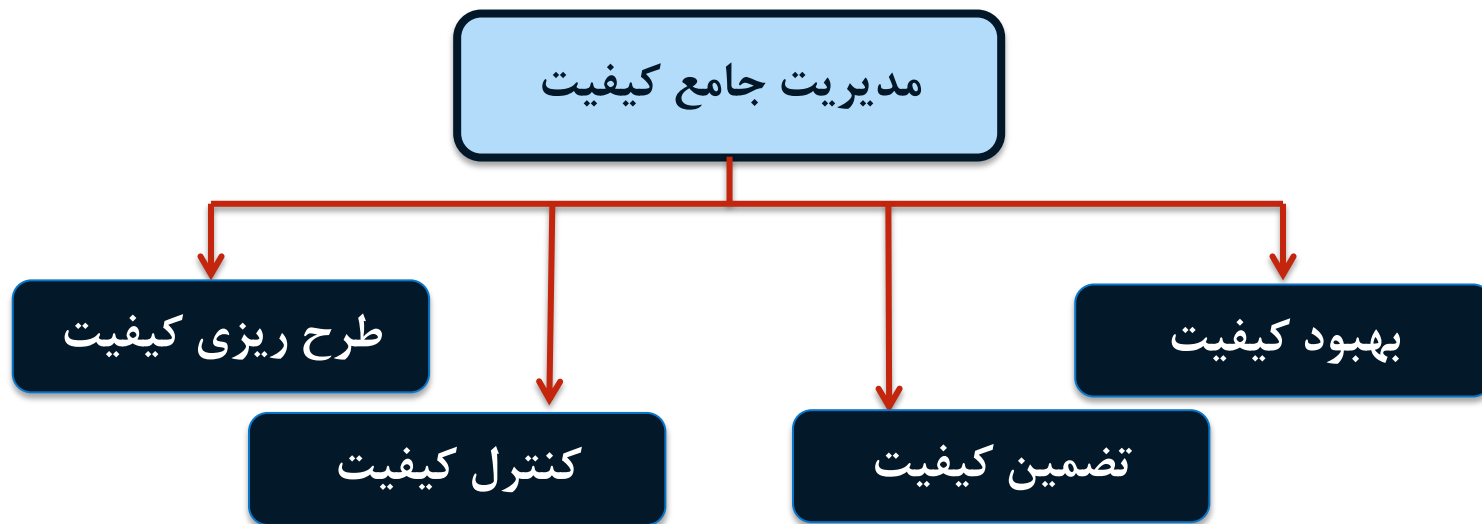 مدیریت جامع کیفیت
بهبود کیفیت
طرح ریزی کیفیت
تضمین کیفیت
کنترل کیفیت